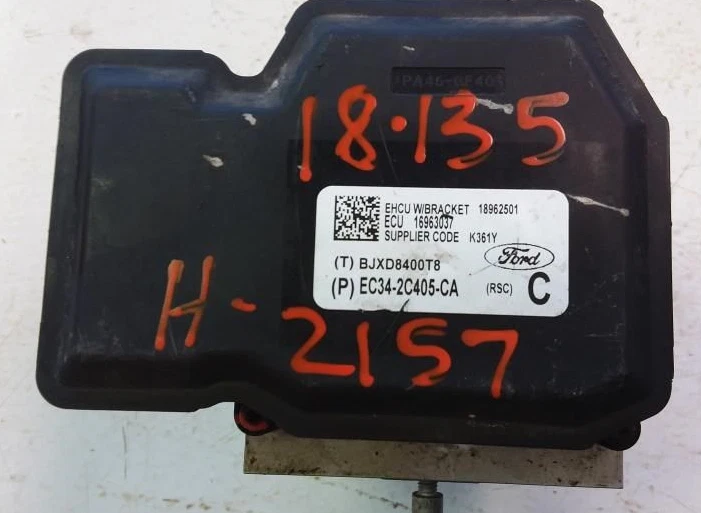 18.135
EHCU W/BRACKET 18962501
ECU 16963037
SUPPLIER CODE K361Y
Ford
(T) BJXD8400T8
(P) EC34-2C405-CA (RSC) C
H-2157